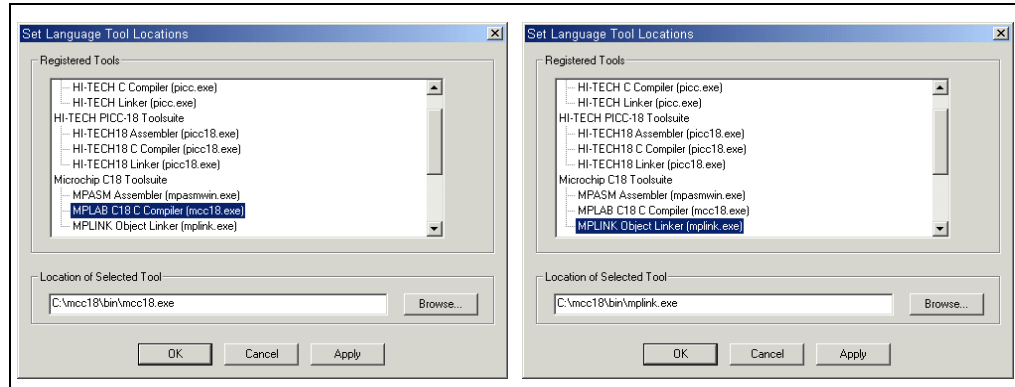 Set Language Tool Locations
Registered Tools
HI-TECH C Compiler (picc.exe)
HI-TECH Linker (picc.exe)
HI-TECH PICC-18 Toolsuite
HI-TECH18 Assembler (picc18.exe)
HI-TECH18 C Compiler (picc18.exe)
HI-TECH18 Linker (picc18.exe)
Microchip C18 Toolsuite
MPASM Assembler (mpasmwin.exe)
MPLAB C18 C Compiler (mcc18.exe)
MPLINK Object Linker (mplink.exe)
Location of Selected Tool
C:\mcc18\bin\mcc18.exe
Browse...
OK Cancel Apply
Set Language Tool Locations
Registered Tools
HI-TECH C Compiler (picc.exe)
HI-TECH Linker (picc.exe)
HI-TECH PICC-18 Toolsuite
HI-TECH18 Assembler (picc18.exe)
HI-TECH18 C Compiler (picc18.exe)
HI-TECH18 Linker (picc18.exe)
Microchip C18 Toolsuite
MPASM Assembler (mpasmwin.exe)
MPLAB C18 C Compiler (mcc18.exe)
MPLINK Object Linker (mplink.exe)
Location of Selected Tool
C:\mcc18\bin\mplink.exe
Browse...
OK Cancel Apply